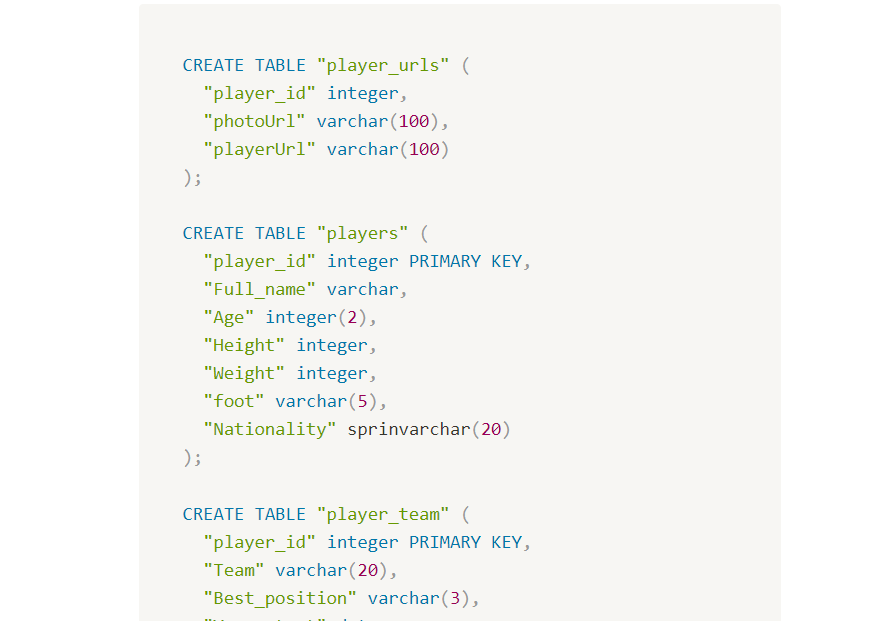 CREATE TABLE "player_urls" (
"player_id" integer,
"photoUrl" varchar(100),
"playerUrl" varchar(100)
);
CREATE TABLE "players" (
"player_id" integer PRIMARY KEY,
"Full_name" varchar,
"Age" integer(2),
"Height" integer,
"Weight" integer,
"foot" varchar(5),
"Nationality" sprinvarchar(20)
);
CREATE TABLE "player_team" (
"player_id" integer PRIMARY KEY,
"Team" varchar(20),
"Best_position" varchar(3),